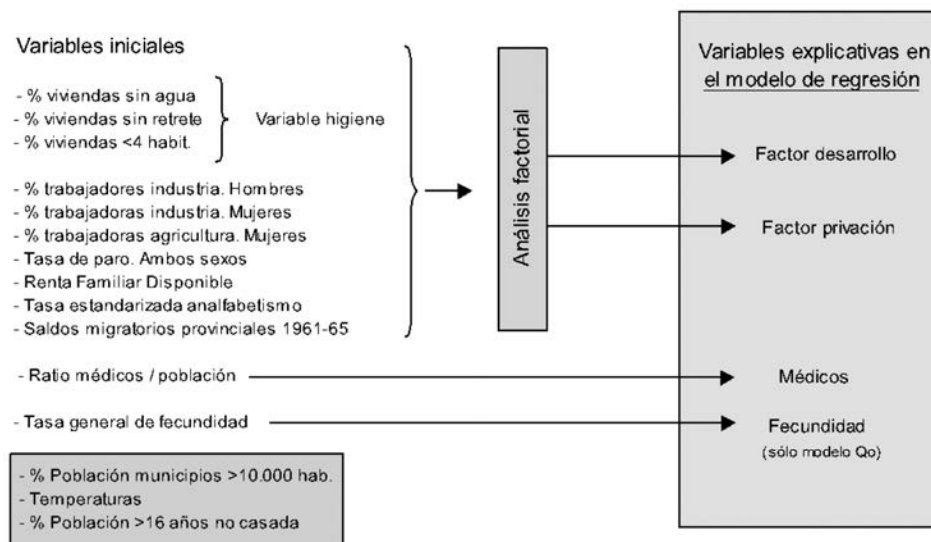 Variables iniciales
- % viviendas sin agua
- % viviendas sin retrete
- % viviendas <4 habit.
Variable higiene
- % trabajadores industria. Hombres
- % trabajadoras industria. Mujeres
- % trabajadoras agricultura. Mujeres
- Tasa de paro. Ambos sexos
- Renta Familiar Disponible
- Tasa estandarizada analfabetismo
- Saldos migratorios provinciales 1961-65
- Ratio médicos / población
- Tasa general de fecundidad
- % Población municipios >10.000 hab.
- Temperaturas
- % Población >16 años no casada
Análisis factorial
Variables explicativas en
el modelo de regresión
Factor desarrollo
Factor privación
Médicos
Fecundidad
(sólo modelo Qo)